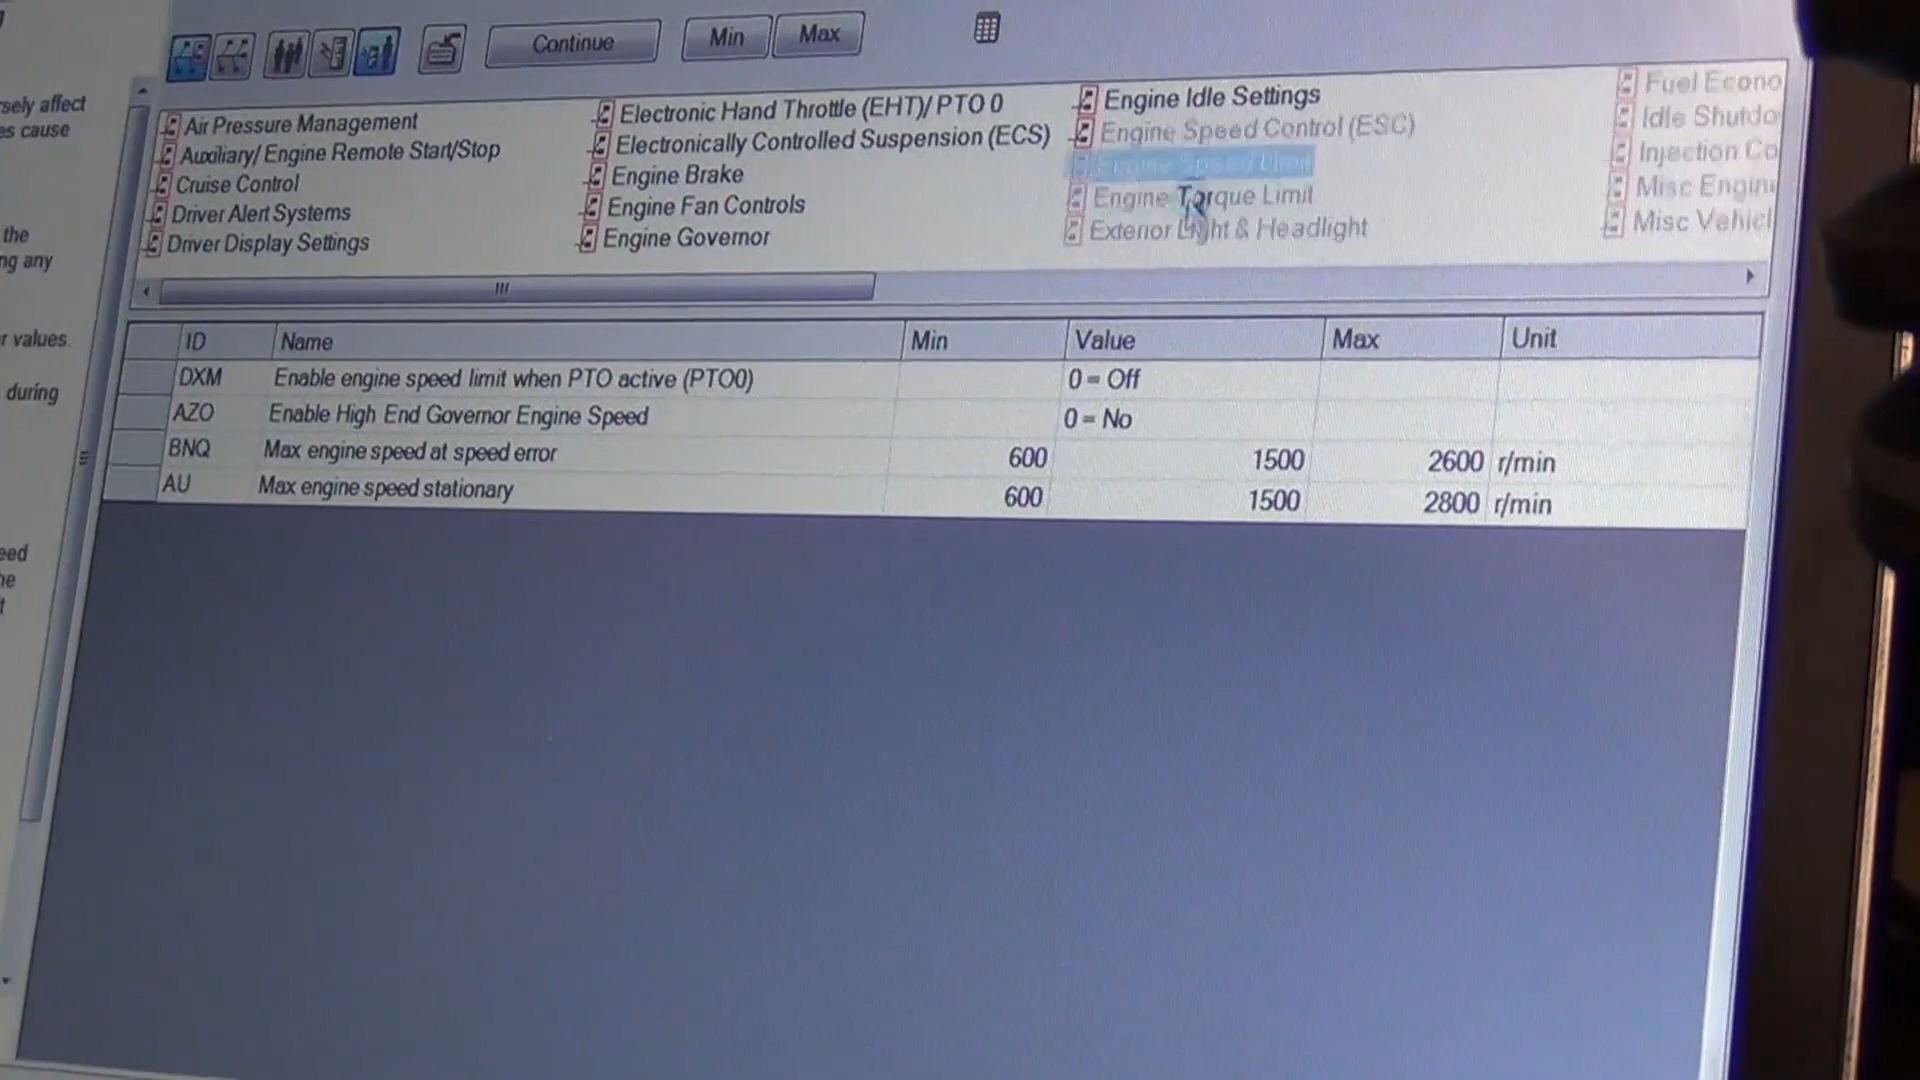 sely affect
es cause
the
ng any
r values.
during
eed
he
t
Continue
Min
Max
Air Pressure Management
Auxiliary/ Engine Remote Start/Stop
Cruise Control
Driver Alert Systems
Driver Display Settings
Electronic Hand Throttle (EHT)/ PTO 0
Electronically Controlled Suspension (ECS)
Engine Brake
Engine Fan Controls
Engine Governor
Engine Idle Settings
Engine Speed Control (ESC)
Engine Speed Limit
Engine Torque Limit
Exterior Light & Headlight
Fuel Econo
Idle Shutdo
Injection Co
Misc Engine
Misc Vehicl
ID Name Min Value Max Unit
DXM Enable engine speed limit when PTO active (PTO0) 0 = Off
AZO Enable High End Governor Engine Speed 0 = No
BNQ Max engine speed at speed error 600 1500 2600 r/min
AU Max engine speed stationary 600 1500 2800 r/min